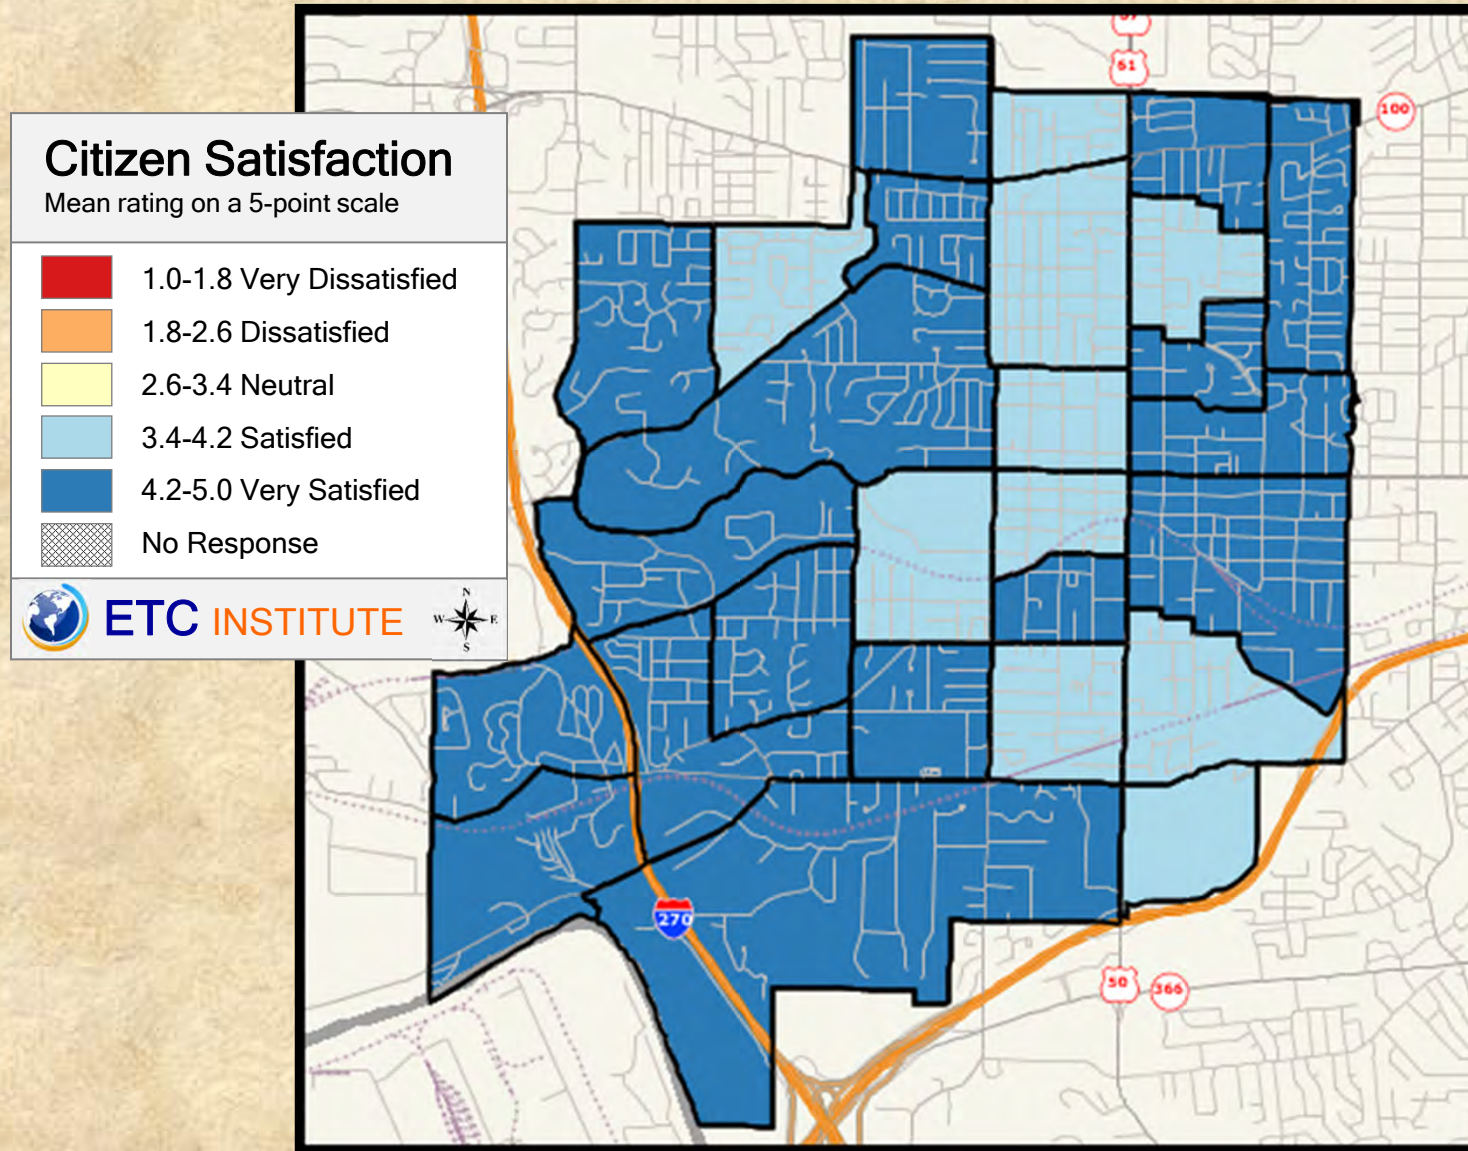 Citizen Satisfaction
Mean rating on a 5-point scale
1.0-1.8 Very Dissatisfied
1.8-2.6 Dissatisfied
2.6-3.4 Neutral
3.4-4.2 Satisfied
4.2-5.0 Very Satisfied
No Response
ETC INSTITUTE
N
W E
S
61
100
270
50
366